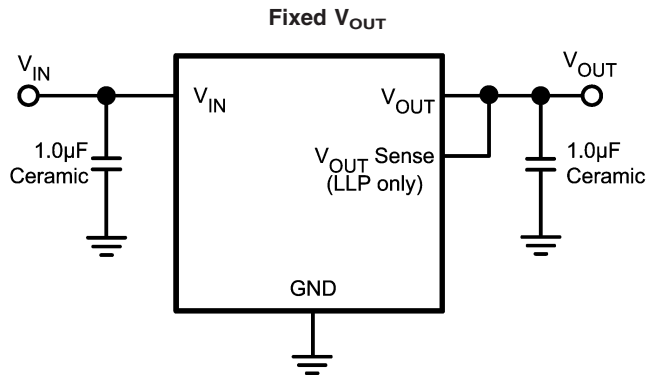 Fixed VOUT
VIN
VOUT
VIN
VOUT
1.0µF
Ceramic
VOUT Sense
(LLP only)
1.0µF
Ceramic
GND